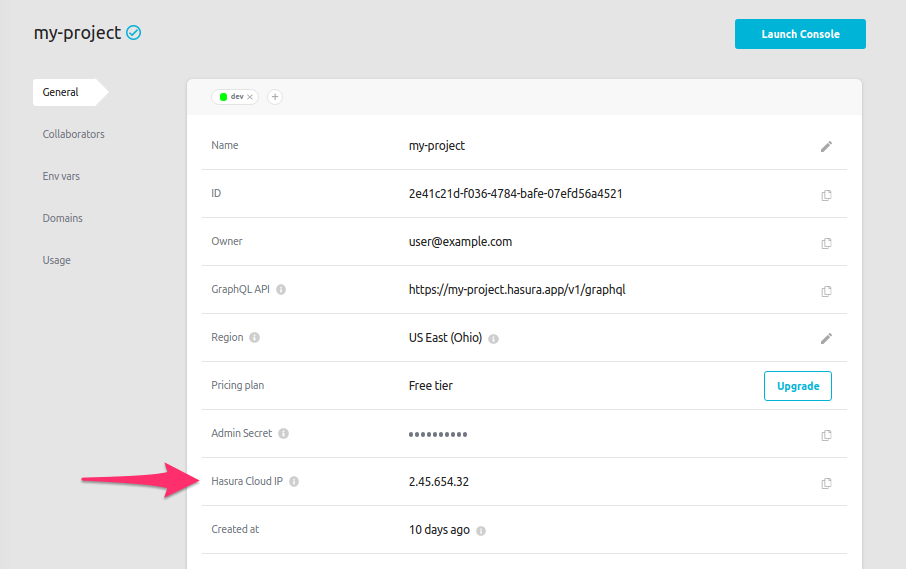 my-project
Launch Console
General
Collaborators
Env vars
Domains
Usage
dev
Name my-project
ID 2e41c21d-f036-4784-bafe-07efd56a4521
Owner user@example.com
GraphQL API https://my-project.hasura.app/v1/graphql
Region US East (Ohio)
Pricing plan Free tier Upgrade
Admin Secret ••••••••••
Hasura Cloud IP 2.45.654.32
Created at 10 days ago